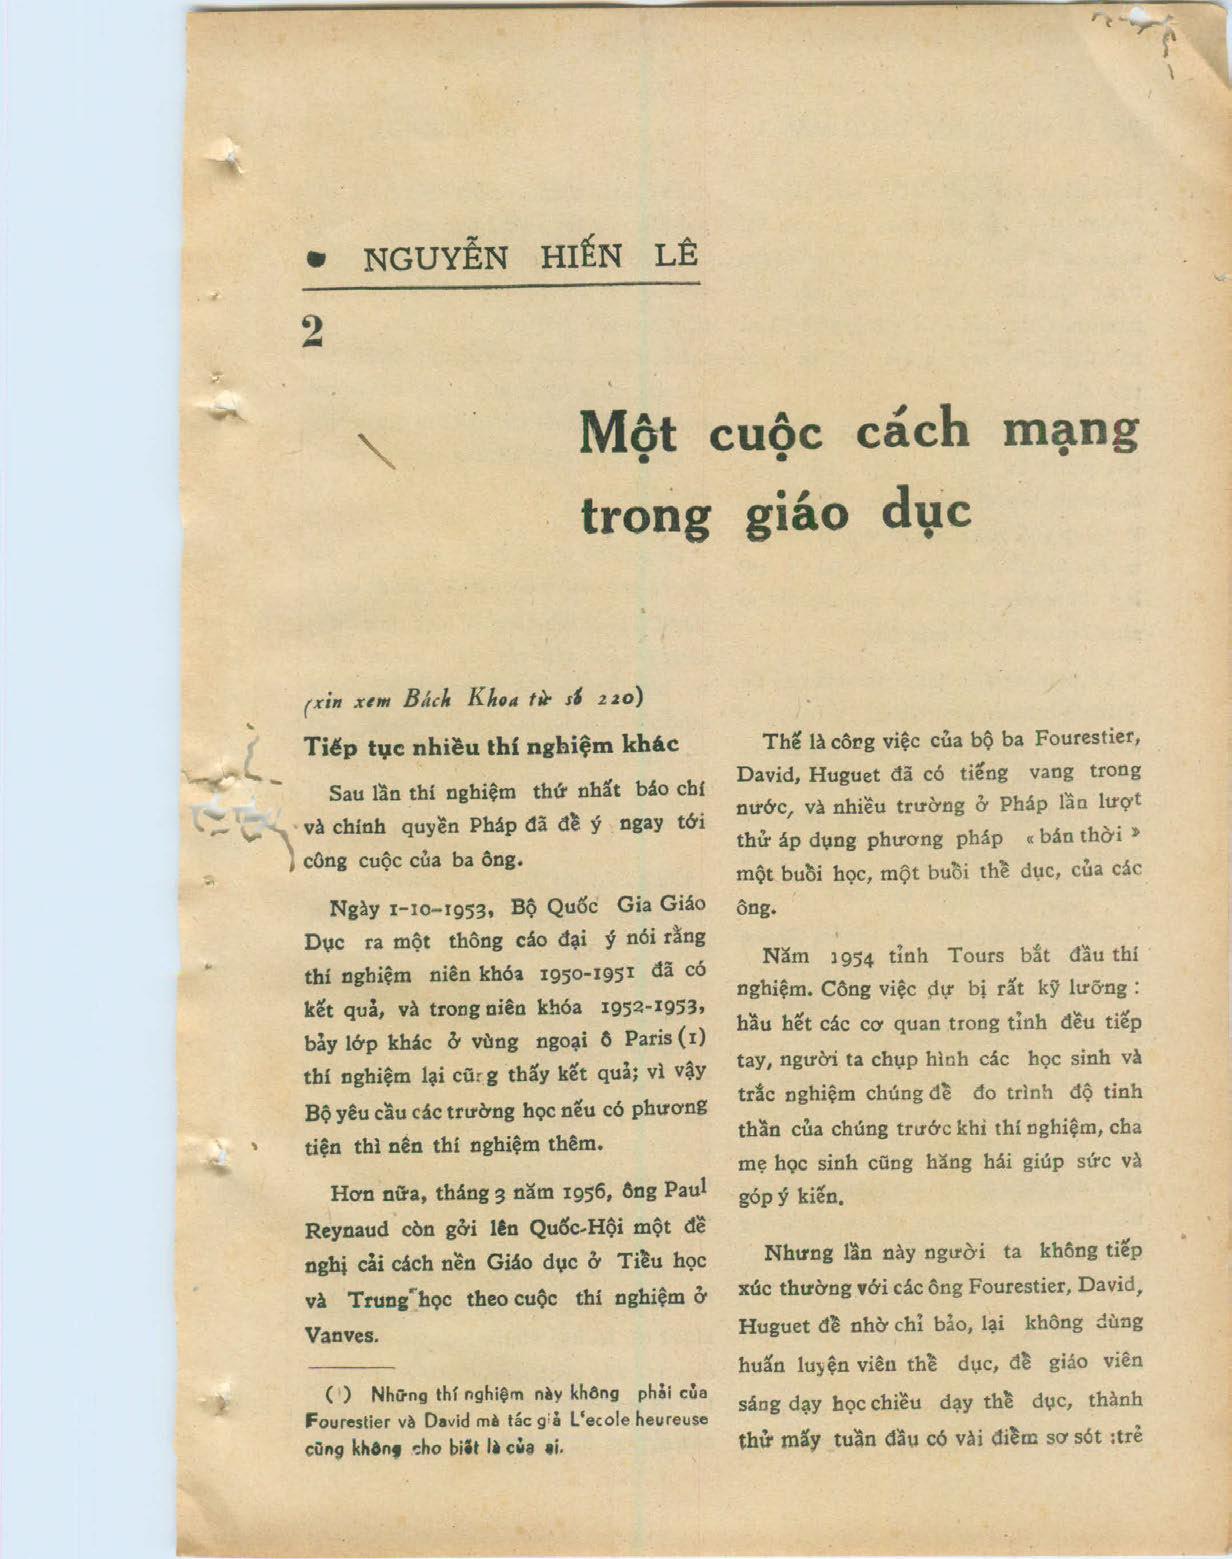 • NGUYỄN HIẾN LÊ
2
Một cuộc cách mạng
trong giáo dục
(xin xem Bách Khoa từ số 220)
Tiếp tục nhiều thí nghiệm khác
Sau lần thí nghiệm thứ nhất báo chí
và chính quyền Pháp đã để ý ngay tới
công cuộc của ba ông.
Ngày 1-10-1953, Bộ Quốc Gia Giáo
Dục ra một thông cáo đại ý nói rằng
thí nghiệm niên khóa 1950-1951 đã có
kết quả, và trong niên khóa 1952-1953,
bảy lớp khác ở vùng ngoại ô Paris (1)
thí nghiệm lại cũng thấy kết quả; vì vậy
Bộ yêu cầu các trường học nếu có phương
tiện thì nên thí nghiệm thêm.
Hơn nữa, tháng 3 năm 1956, ông Paul
Reynaud còn gởi lên Quốc-Hội một đề
nghị cải cách nền Giáo dục ở Tiểu học
và Trung học theo cuộc thí nghiệm ở
Vanves.
(1) Những thí nghiệm này không phải của
Fourestier và David mà tác giả L'ecole heureuse
cũng không cho biết là của ai.
Thế là công việc của bộ ba Fourestier,
David, Huguet đã có tiếng vang trong
nước, và nhiều trường ở Pháp lần lượt
thử áp dụng phương pháp « bán thời »
một buổi học, một buổi thể dục, của các
ông.
Năm 1954 tỉnh Tours bắt đầu thí
nghiệm. Công việc dự bị rất kỹ lưỡng :
hầu hết các cơ quan trong tỉnh đều tiếp
tay, người ta chụp hình các học sinh và
trắc nghiệm chúng để đo trình độ tinh
thần của chúng trước khi thí nghiệm, cha
mẹ học sinh cũng hăng hái giúp sức và
góp ý kiến.
Nhưng lần này người ta không tiếp
xúc thường với các ông Fourestier, David,
Huguet để nhờ chỉ bảo, lại không dùng
huấn luyện viên thể dục, để giáo viên
sáng dạy học chiều dạy thể dục, thành
thử mấy tuần đầu có vài điểm sơ sót :trẻ